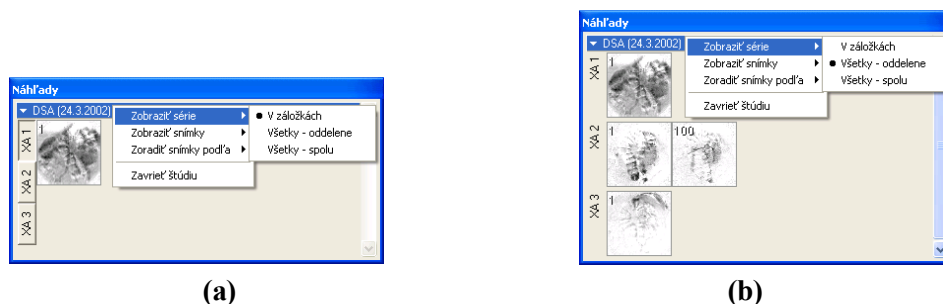 Náhľady
DSA (24.3.2002)
Zobraziť série
Zobraziť snímky
Zoradiť snímky podľa
Zavrieť štúdiu
V záložkách
Všetky - oddelene
Všetky - spolu
XA 1
1
XA 2
XA 3
(a)
Náhľady
DSA (24.3.2002)
Zobraziť série
Zobraziť snímky
Zoradiť snímky podľa
Zavrieť štúdiu
V záložkách
Všetky - oddelene
Všetky - spolu
XA 1
1
XA 2
1
100
XA 3
1
(b)